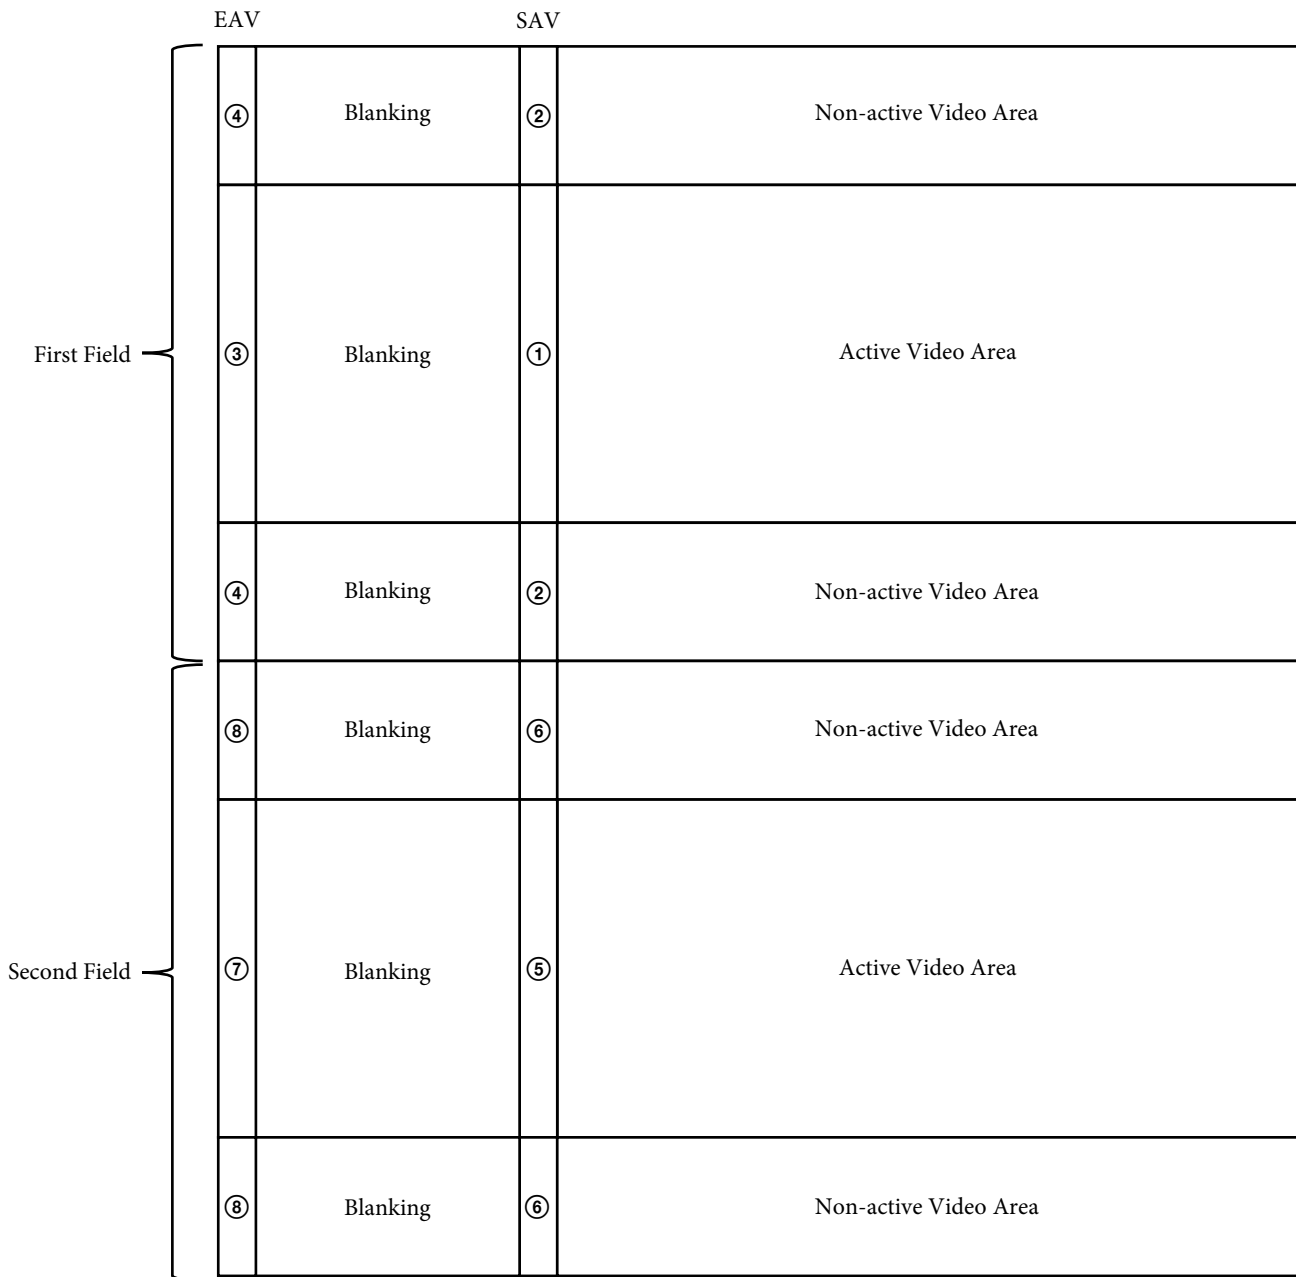 EAV SAV
④ Blanking ② Non-active Video Area
First Field ③ Blanking ① Active Video Area
④ Blanking ② Non-active Video Area
⑧ Blanking ⑥ Non-active Video Area
Second Field ⑦ Blanking ⑤ Active Video Area
⑧ Blanking ⑥ Non-active Video Area